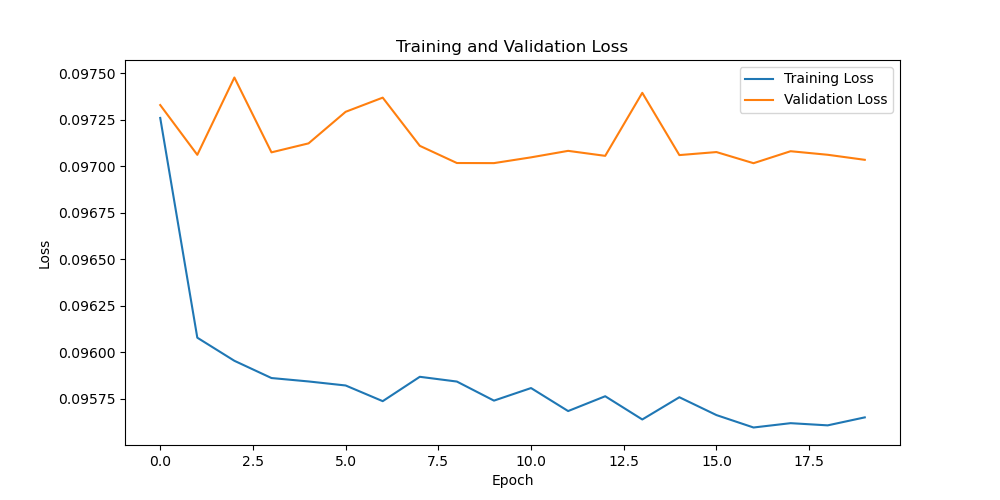 Training and Validation Loss
Training Loss
Validation Loss
0.09750
0.09725
0.09700
0.09675
0.09650
0.09625
0.09600
0.09575
Loss
0.0 2.5 5.0 7.5 10.0 12.5 15.0 17.5
Epoch